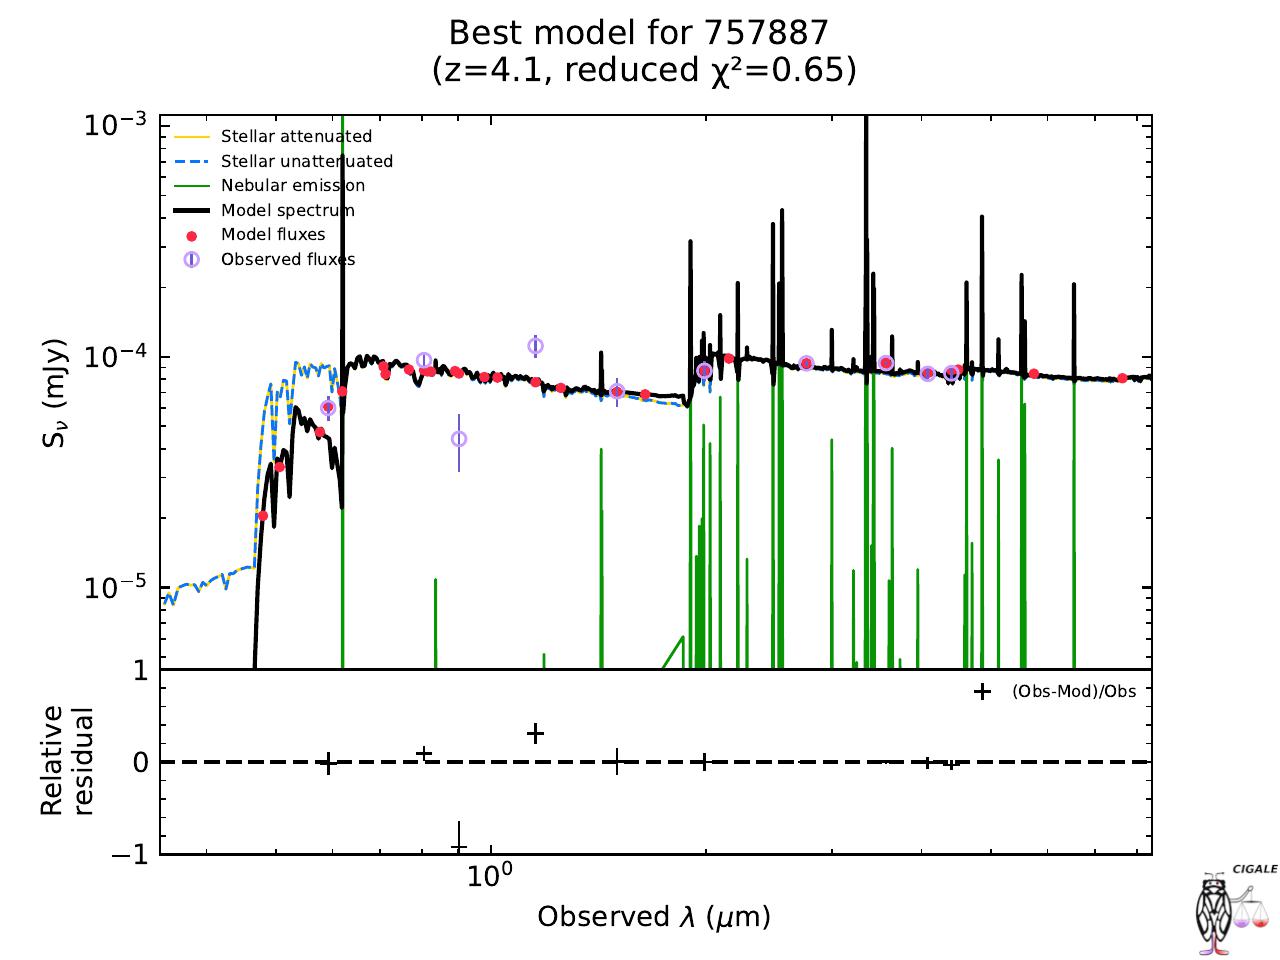 Best model for 757887
(z=4.1, reduced χ²=0.65)
10⁻³
Stellar attenuated
Stellar unattenuated
Nebular emission
Model spectrum
Model fluxes
Observed fluxes
10⁻⁴
Sν (mJy)
10⁻⁵
1
(Obs-Mod)/Obs
Relative
residual
0
−1
10⁰
Observed λ (μm)
CIGALE